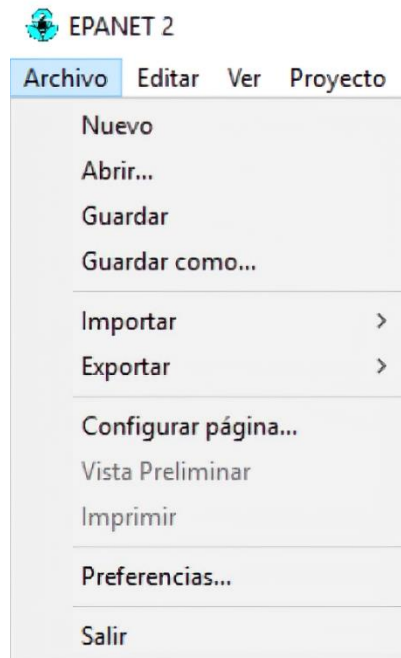 EPANET 2
Archivo Editar Ver Proyecto
Nuevo
Abrir...
Guardar
Guardar como...
Importar
Exportar
Configurar página...
Vista Preliminar
Imprimir
Preferencias...
Salir